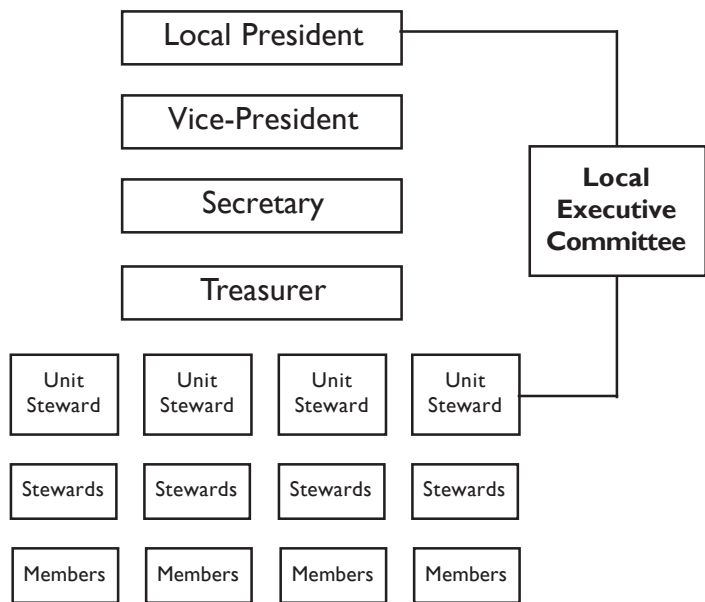 Local President
Vice-President
Secretary
Treasurer
Local
Executive
Committee
Unit
Steward
Unit
Steward
Unit
Steward
Unit
Steward
Stewards
Stewards
Stewards
Stewards
Members
Members
Members
Members